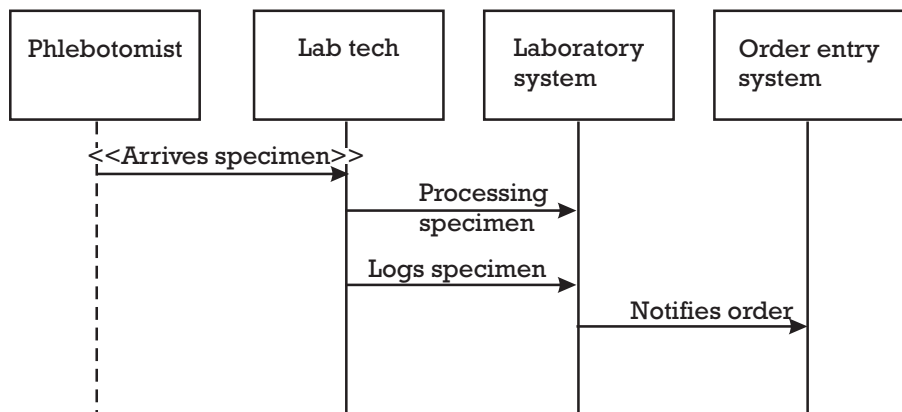 Phlebotomist
Lab tech
Laboratory
system
Order entry
system
<<Arrives specimen>>
Processing
specimen
Logs specimen
Notifies order